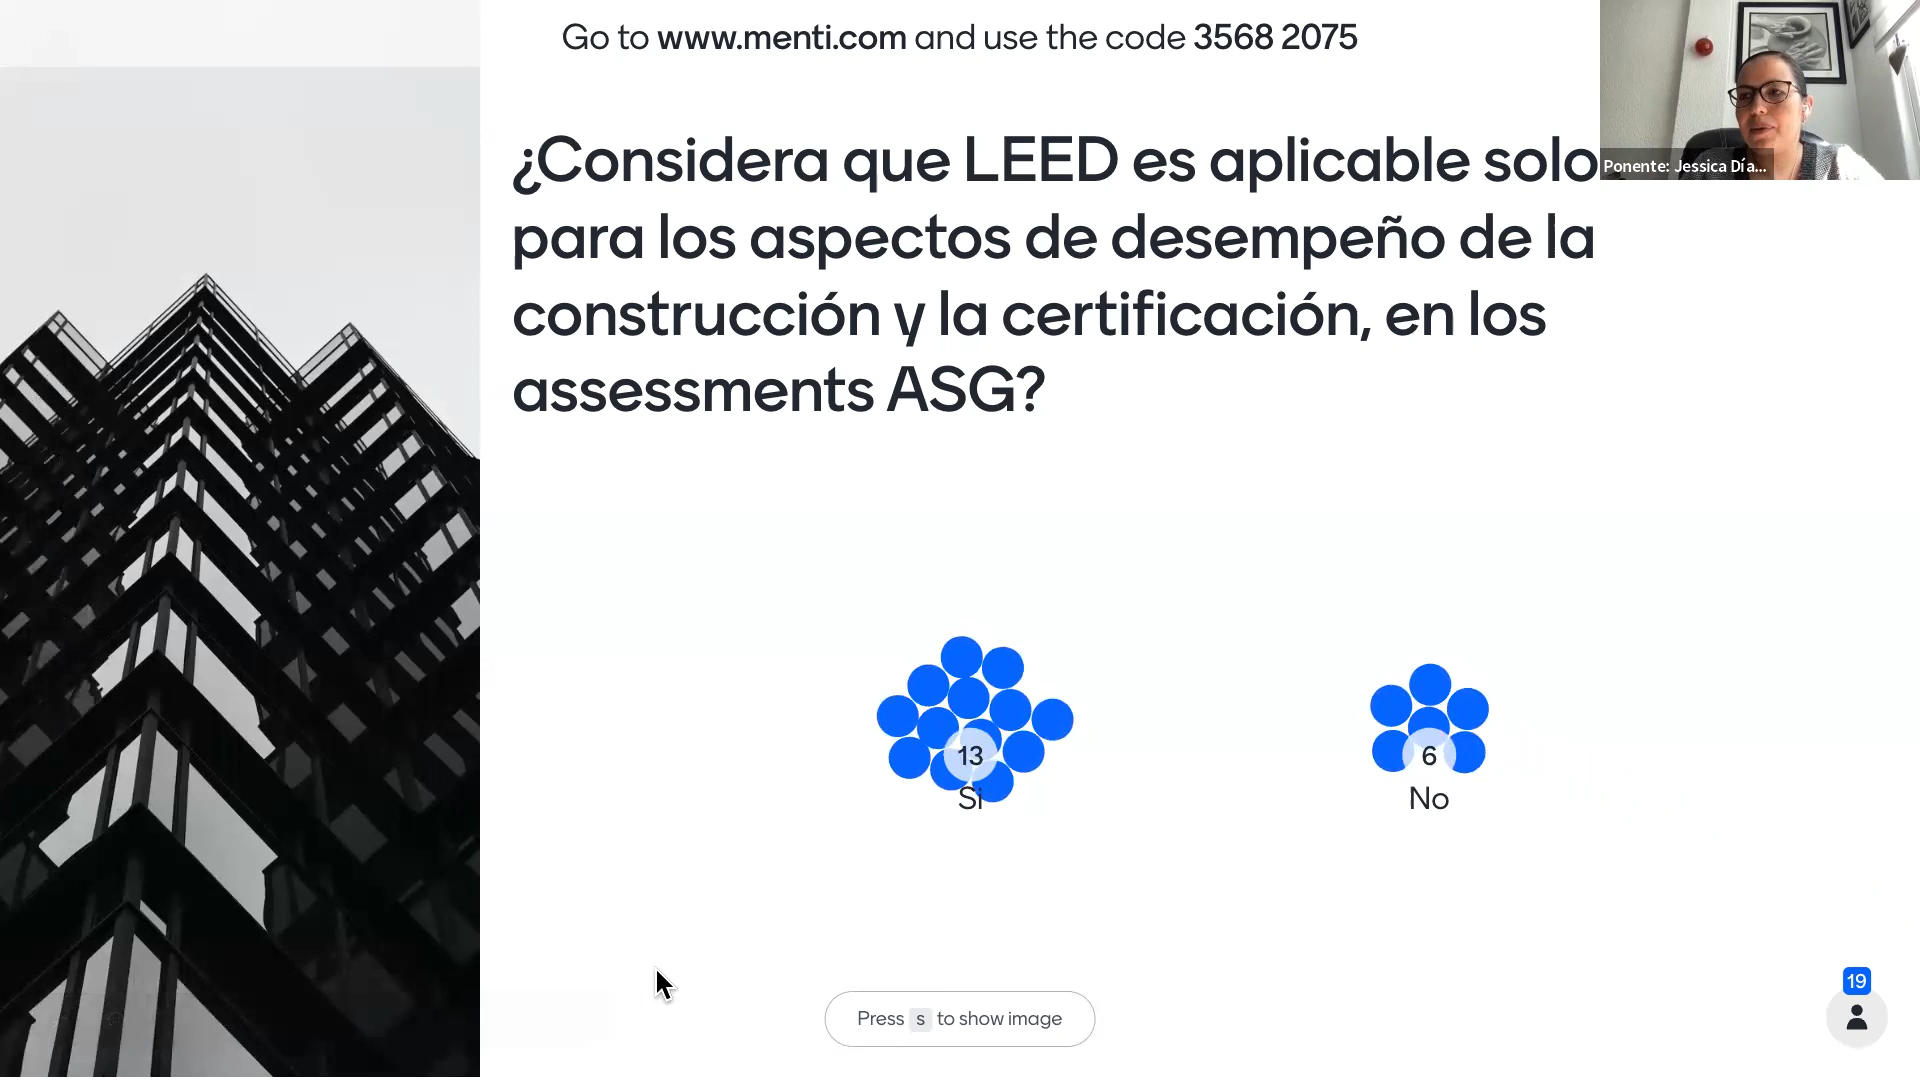 Go to www.menti.com and use the code 3568 2075
¿Considera que LEED es aplicable solo
para los aspectos de desempeño de la
construcción y la certificación, en los
assessments ASG?
Ponente: Jessica Día...
13
Si
6
No
19
Press s to show image